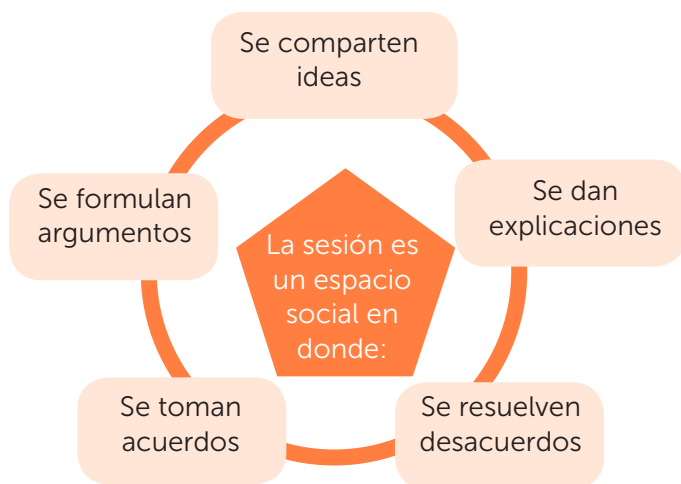 Se comparten
ideas
Se dan
explicaciones
Se resuelven
desacuerdos
Se toman
acuerdos
Se formulan
argumentos
La sesión es
un espacio
social en
donde: